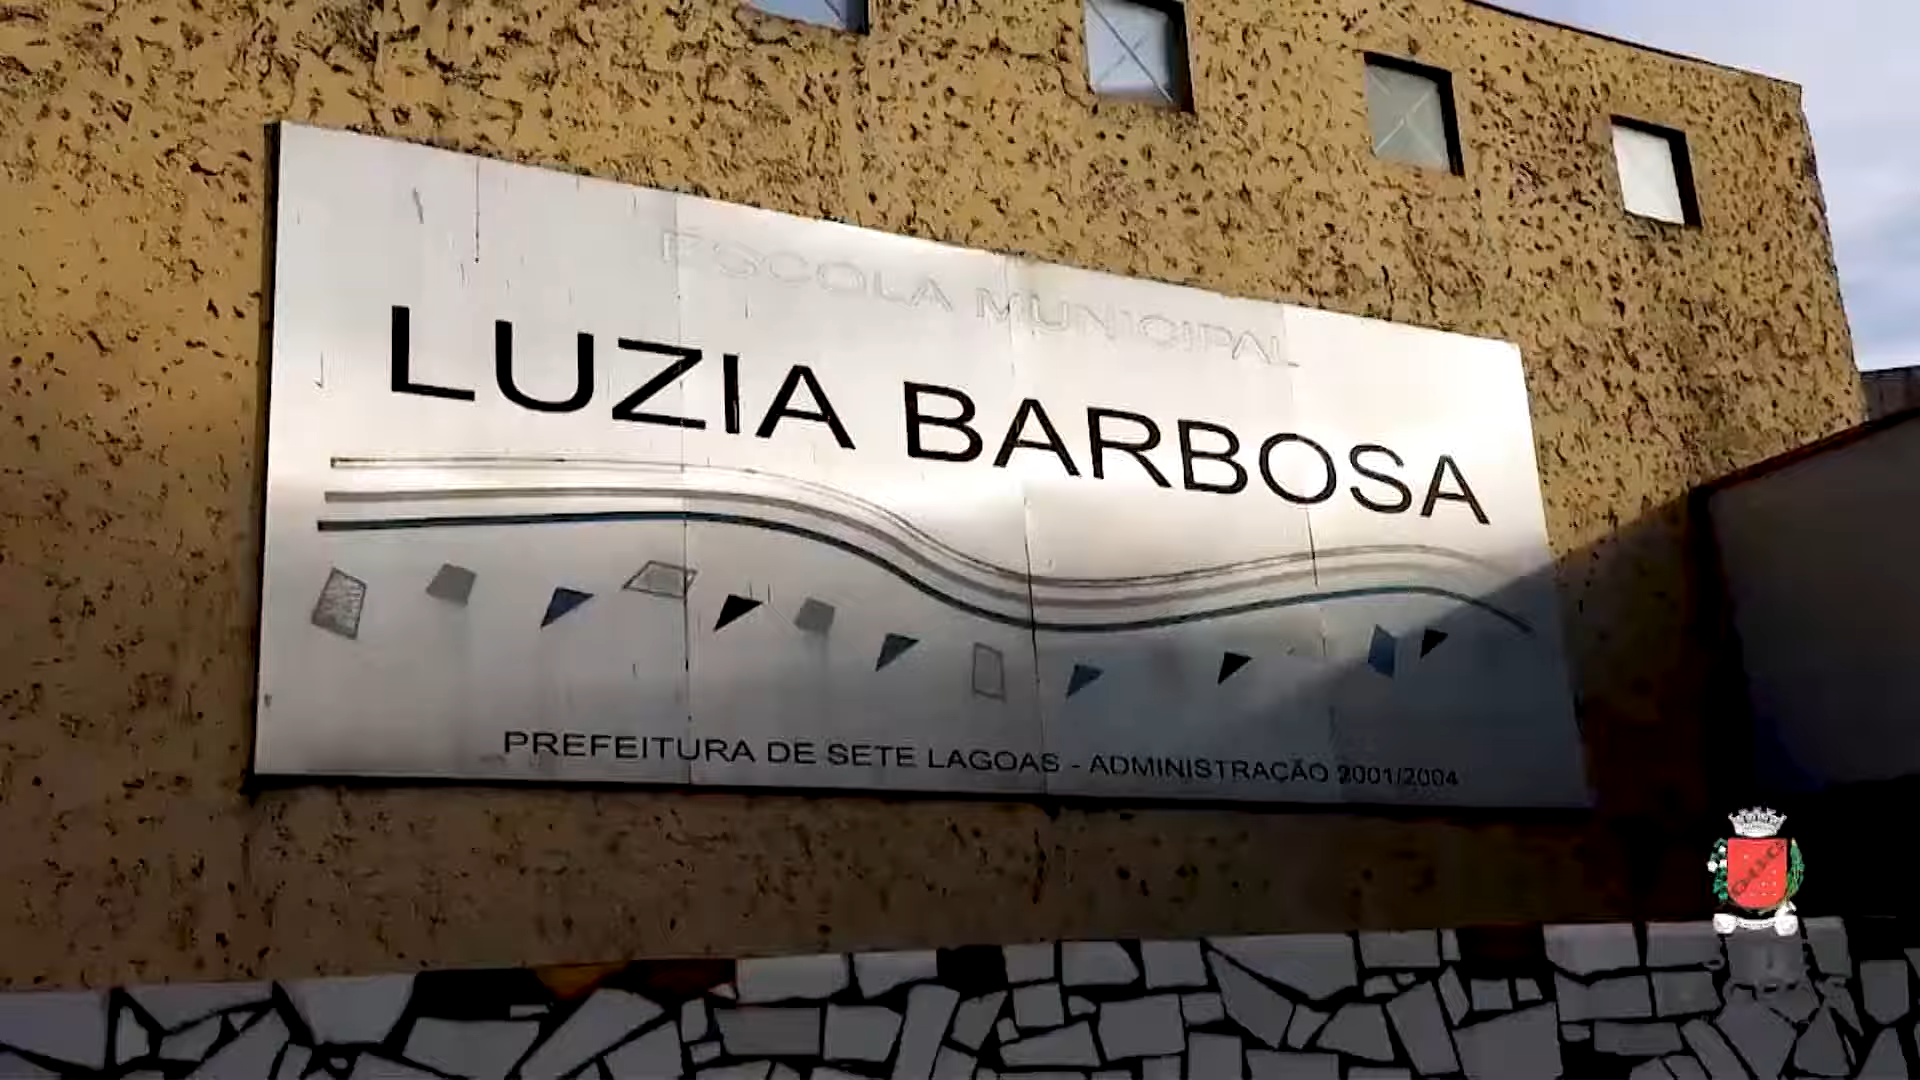 ESCOLA MUNICIPAL
LUZIA BARBOSA
PREFEITURA DE SETE LAGOAS - ADMINISTRAÇÃO 2001/2004